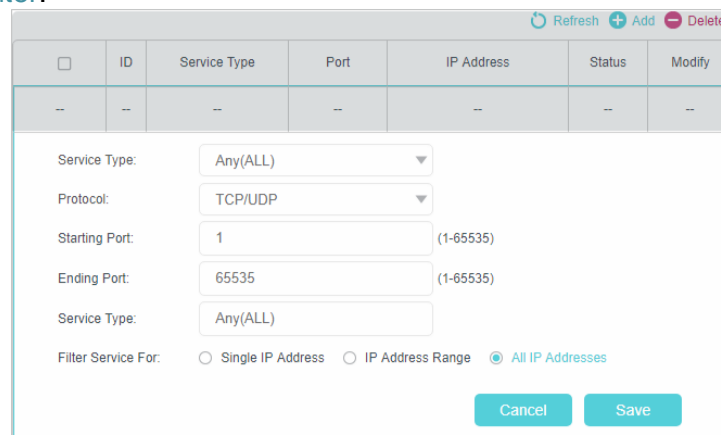 Refresh Add Delete
ID Service Type Port IP Address Status Modify
-- -- -- -- -- -- --
Service Type: Any(ALL)
Protocol: TCP/UDP
Starting Port: 1 (1-65535)
Ending Port: 65535 (1-65535)
Service Type: Any(ALL)
Filter Service For: Single IP Address IP Address Range All IP Addresses
Cancel Save